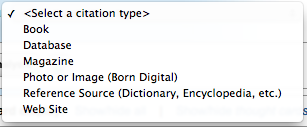 ✓ <Select a citation type>
Book
Database
Magazine
Photo or Image (Born Digital)
Reference Source (Dictionary, Encyclopedia, etc.)
Web Site